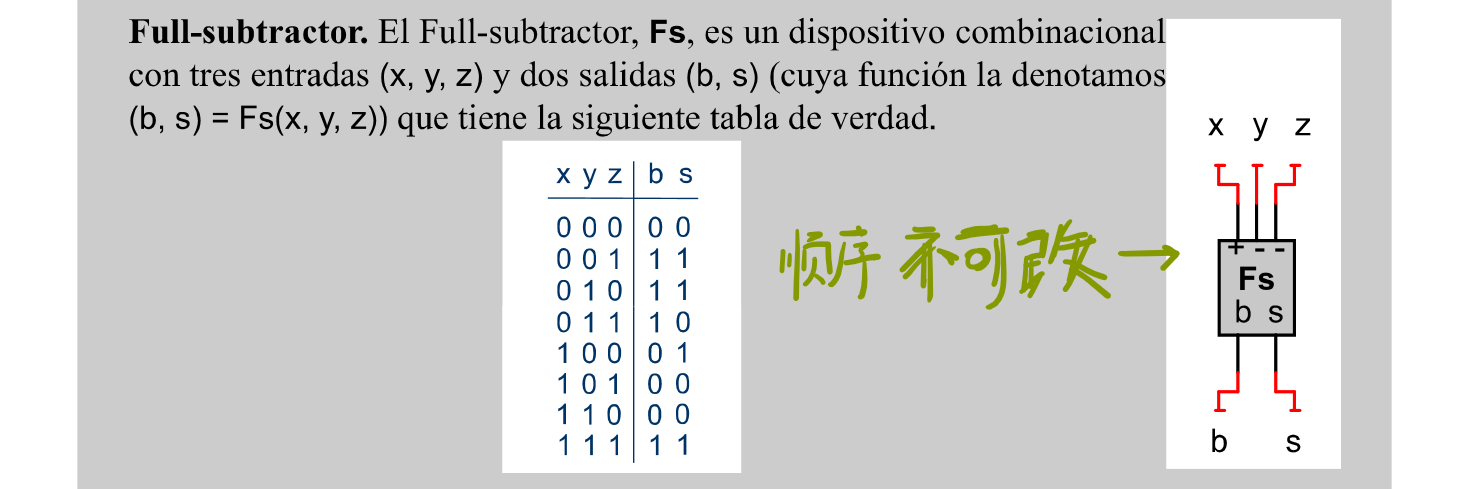 Full-subtractor. El Full-subtractor, Fs, es un dispositivo combinacional
con tres entradas (x, y, z) y dos salidas (b, s) (cuya función la denotamos
(b, s) = Fs(x, y, z)) que tiene la siguiente tabla de verdad.
x y z b s
0 0 0 0 0
0 0 1 1 1
0 1 0 1 1
0 1 1 1 0
1 0 0 0 1
1 0 1 0 0
1 1 0 0 0
1 1 1 1 1
顺序 不可改 →
x y z
+ - -
Fs
b s
b s